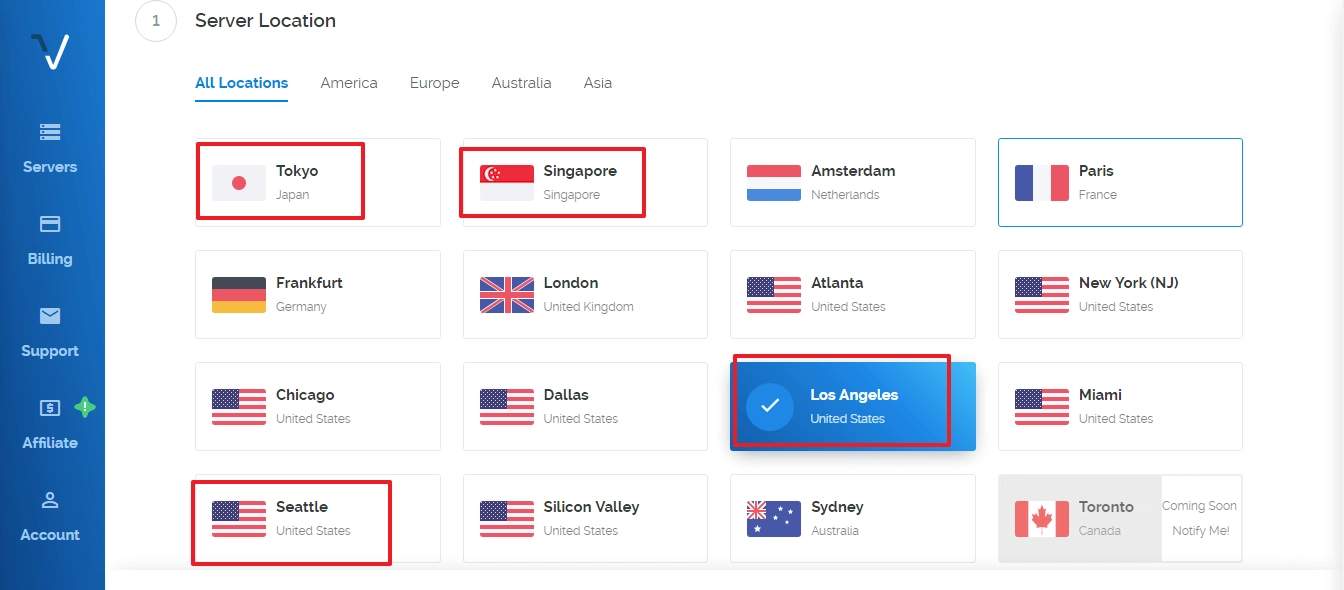 1
Server Location
All Locations
America
Europe
Australia
Asia
Servers
Billing
Support
Affiliate
Account
Tokyo
Japan
Singapore
Singapore
Amsterdam
Netherlands
Paris
France
Frankfurt
Germany
London
United Kingdom
Atlanta
United States
New York (NJ)
United States
Chicago
United States
Dallas
United States
Los Angeles
United States
Miami
United States
Seattle
United States
Silicon Valley
United States
Sydney
Australia
Toronto
Canada
Coming Soon
Notify Me!